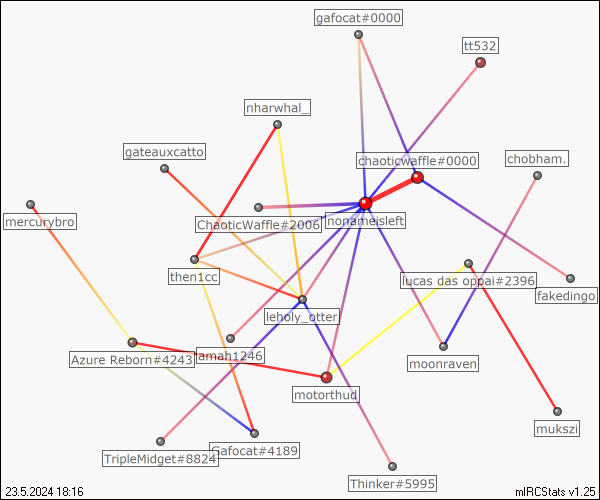 gafocat#0000
tt532
nharwhal_
gateauxcatto
chaoticwaffle#0000
chobham.
mercurybro
ChaoticWaffle#2006
nonameisleft
then1cc
lucas das oppai#2396
fakedingo
leholy_otter
Azure Reborn#4243
amah1246
moonraven
motorthud
mukszi
TripleMidget#8824
Gafocat#4189
Thinker#5995
23.5.2024 18:16
mIRCStats v1.25